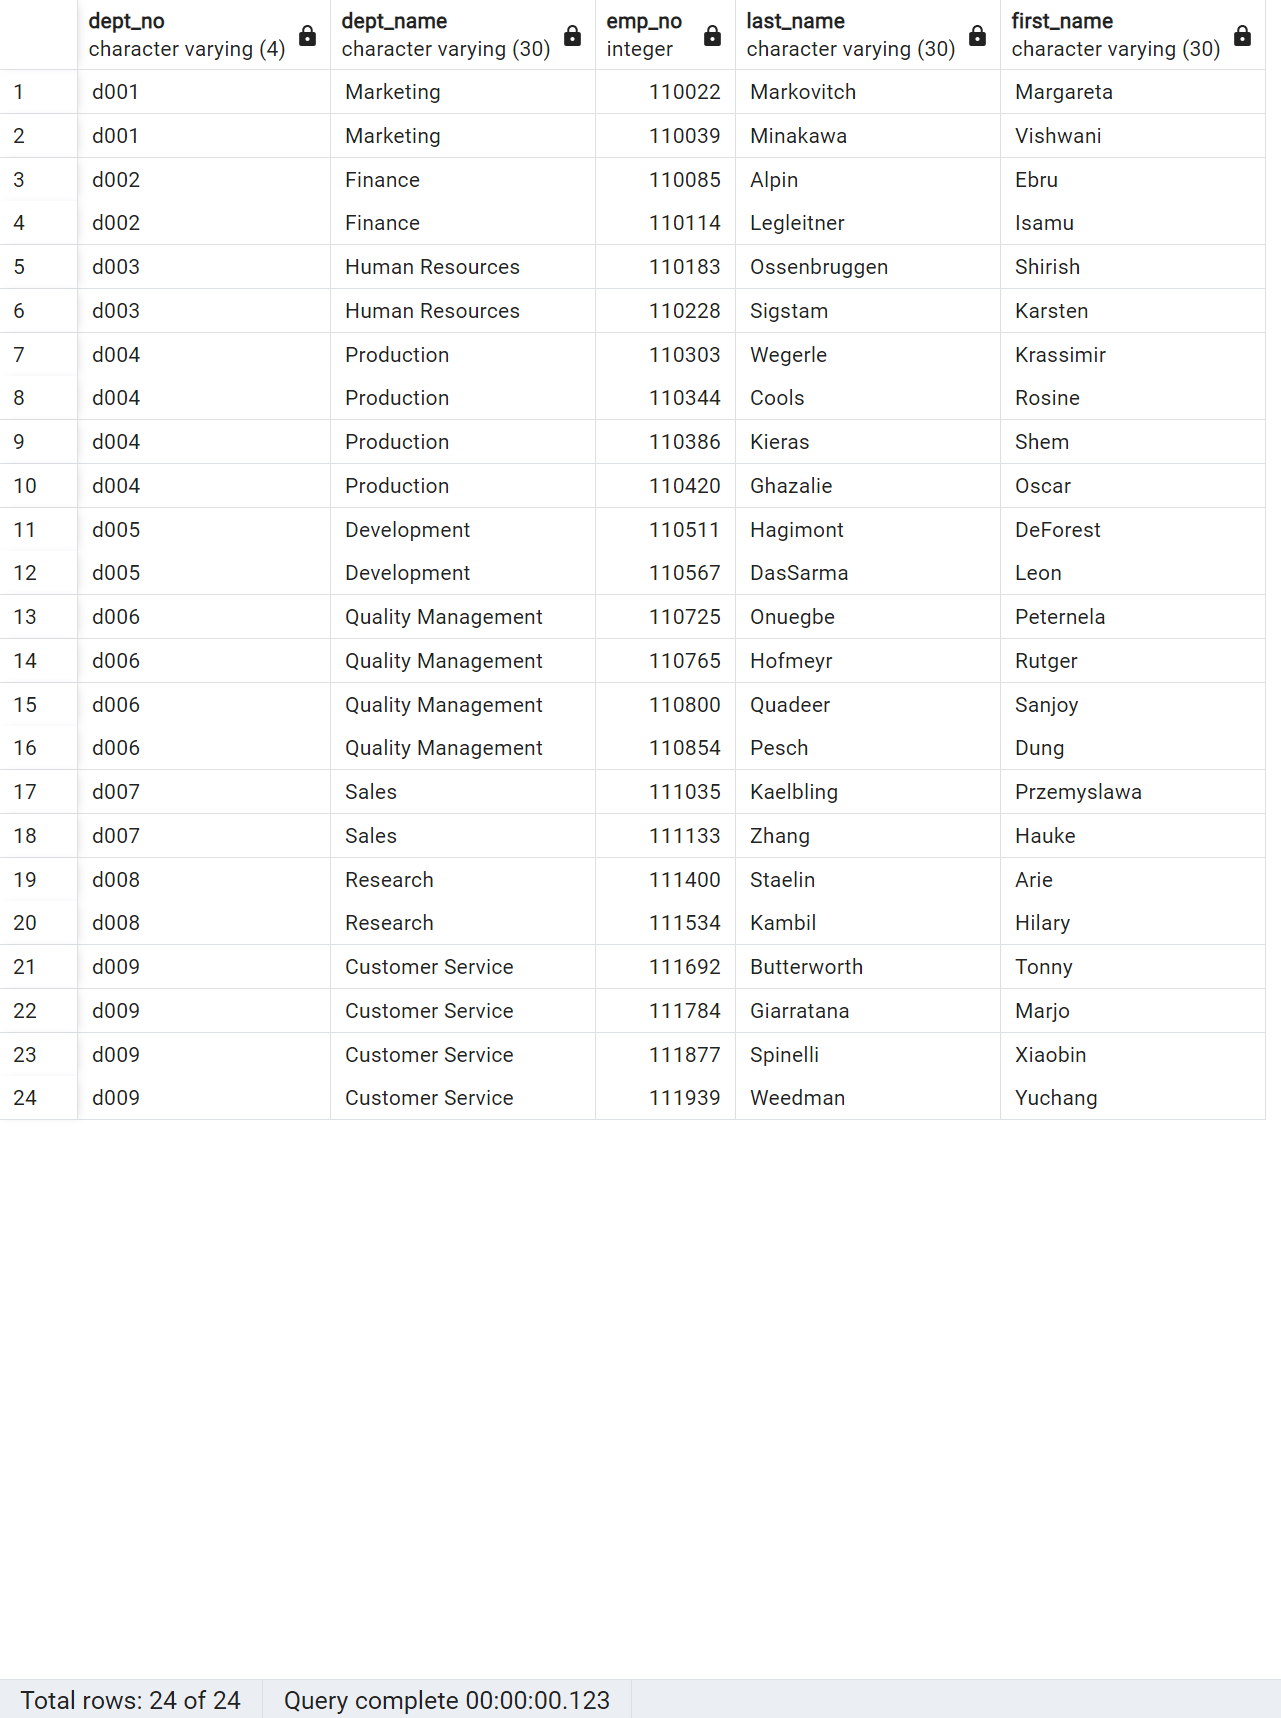 dept_no dept_name emp_no last_name first_name
character varying (4) character varying (30) integer character varying (30) character varying (30)
1 d001 Marketing 110022 Markovitch Margareta
2 d001 Marketing 110039 Minakawa Vishwani
3 d002 Finance 110085 Alpin Ebru
4 d002 Finance 110114 Legleitner Isamu
5 d003 Human Resources 110183 Ossenbruggen Shirish
6 d003 Human Resources 110228 Sigstam Karsten
7 d004 Production 110303 Wegerle Krassimir
8 d004 Production 110344 Cools Rosine
9 d004 Production 110386 Kieras Shem
10 d004 Production 110420 Ghazalie Oscar
11 d005 Development 110511 Hagimont DeForest
12 d005 Development 110567 DasSarma Leon
13 d006 Quality Management 110725 Onuegbe Peternela
14 d006 Quality Management 110765 Hofmeyr Rutger
15 d006 Quality Management 110800 Quadeer Sanjoy
16 d006 Quality Management 110854 Pesch Dung
17 d007 Sales 111035 Kaelbling Przemyslawa
18 d007 Sales 111133 Zhang Hauke
19 d008 Research 111400 Staelin Arie
20 d008 Research 111534 Kambil Hilary
21 d009 Customer Service 111692 Butterworth Tonny
22 d009 Customer Service 111784 Giarratana Marjo
23 d009 Customer Service 111877 Spinelli Xiaobin
24 d009 Customer Service 111939 Weedman Yuchang
Total rows: 24 of 24 Query complete 00:00:00.123